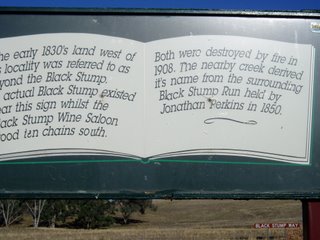 he early 1830's land west of
s locality was referred to as
yond the Black Stump.
actual Black Stump existed
ear this sign whilst the
ack Stump Wine Saloon
ood ten chains south.
Both were destroyed by fire in
1908. The nearby creek derived
it's name from the surrounding
Black Stump Run held by
Jonathan Perkins in 1850.
BLACK STUMP WAY